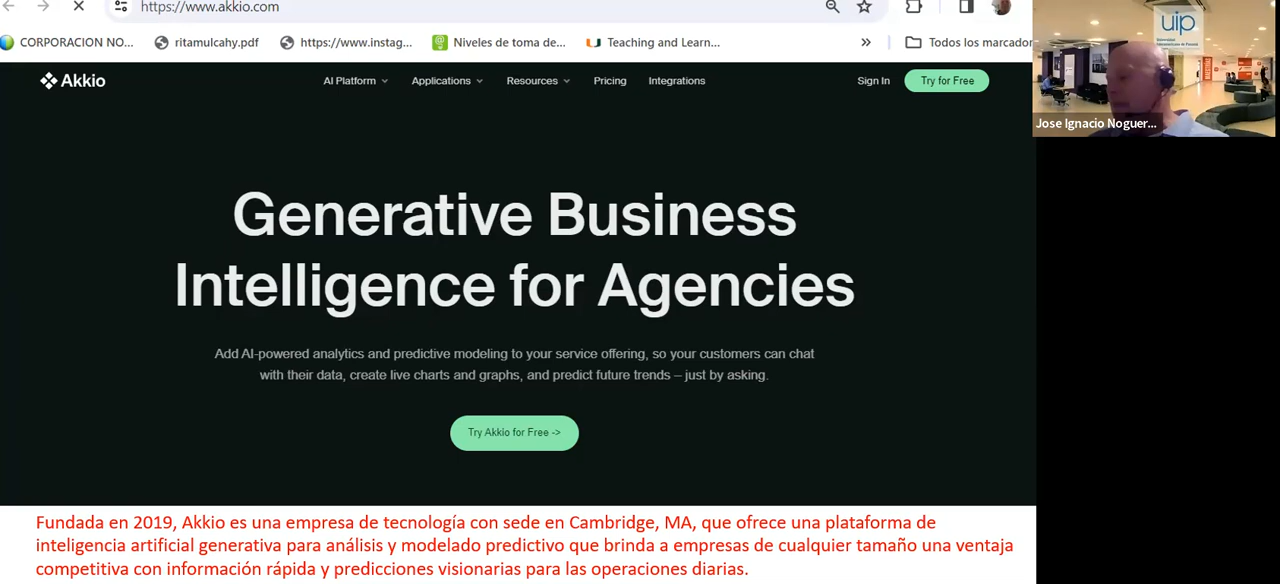 https://www.akkio.com
CORPORACION NO...
ritamulcahy.pdf
https://www.instag...
Niveles de toma de...
Teaching and Learn...
»
Todos los marcador
Akkio
AI Platform
Applications
Resources
Pricing
Integrations
Sign In
Try for Free
Generative Business
Intelligence for Agencies
Add AI-powered analytics and predictive modeling to your service offering, so your customers can chat
with their data, create live charts and graphs, and predict future trends – just by asking.
Try Akkio for Free ->
Fundada en 2019, Akkio es una empresa de tecnología con sede en Cambridge, MA, que ofrece una plataforma de
inteligencia artificial generativa para análisis y modelado predictivo que brinda a empresas de cualquier tamaño una ventaja
competitiva con información rápida y predicciones visionarias para las operaciones diarias.
uip
Jose Ignacio Noguer...